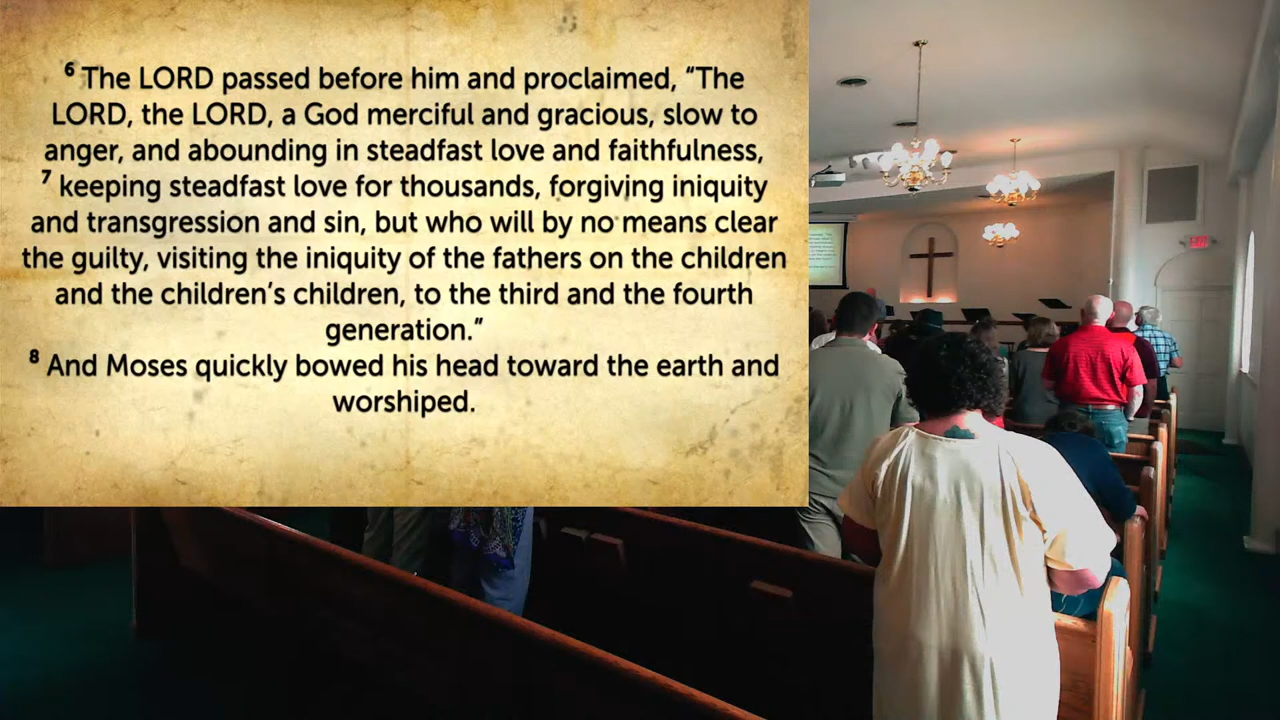 6 The LORD passed before him and proclaimed, “The
LORD, the LORD, a God merciful and gracious, slow to
anger, and abounding in steadfast love and faithfulness,
7 keeping steadfast love for thousands, forgiving iniquity
and transgression and sin, but who will by no means clear
the guilty, visiting the iniquity of the fathers on the children
and the children’s children, to the third and the fourth
generation.”
8 And Moses quickly bowed his head toward the earth and
worshiped.